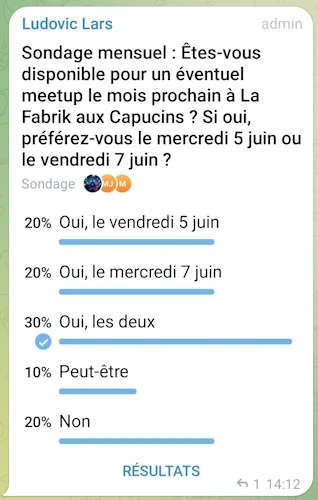 Ludovic Lars admin
Sondage mensuel : Êtes-vous
disponible pour un éventuel
meetup le mois prochain à La
Fabrik aux Capucins ? Si oui,
préférez-vous le mercredi 5 juin ou
le vendredi 7 juin ?
Sondage MJ M
20% Oui, le vendredi 5 juin
20% Oui, le mercredi 7 juin
30% Oui, les deux
10% Peut-être
20% Non
RÉSULTATS
1 14:12